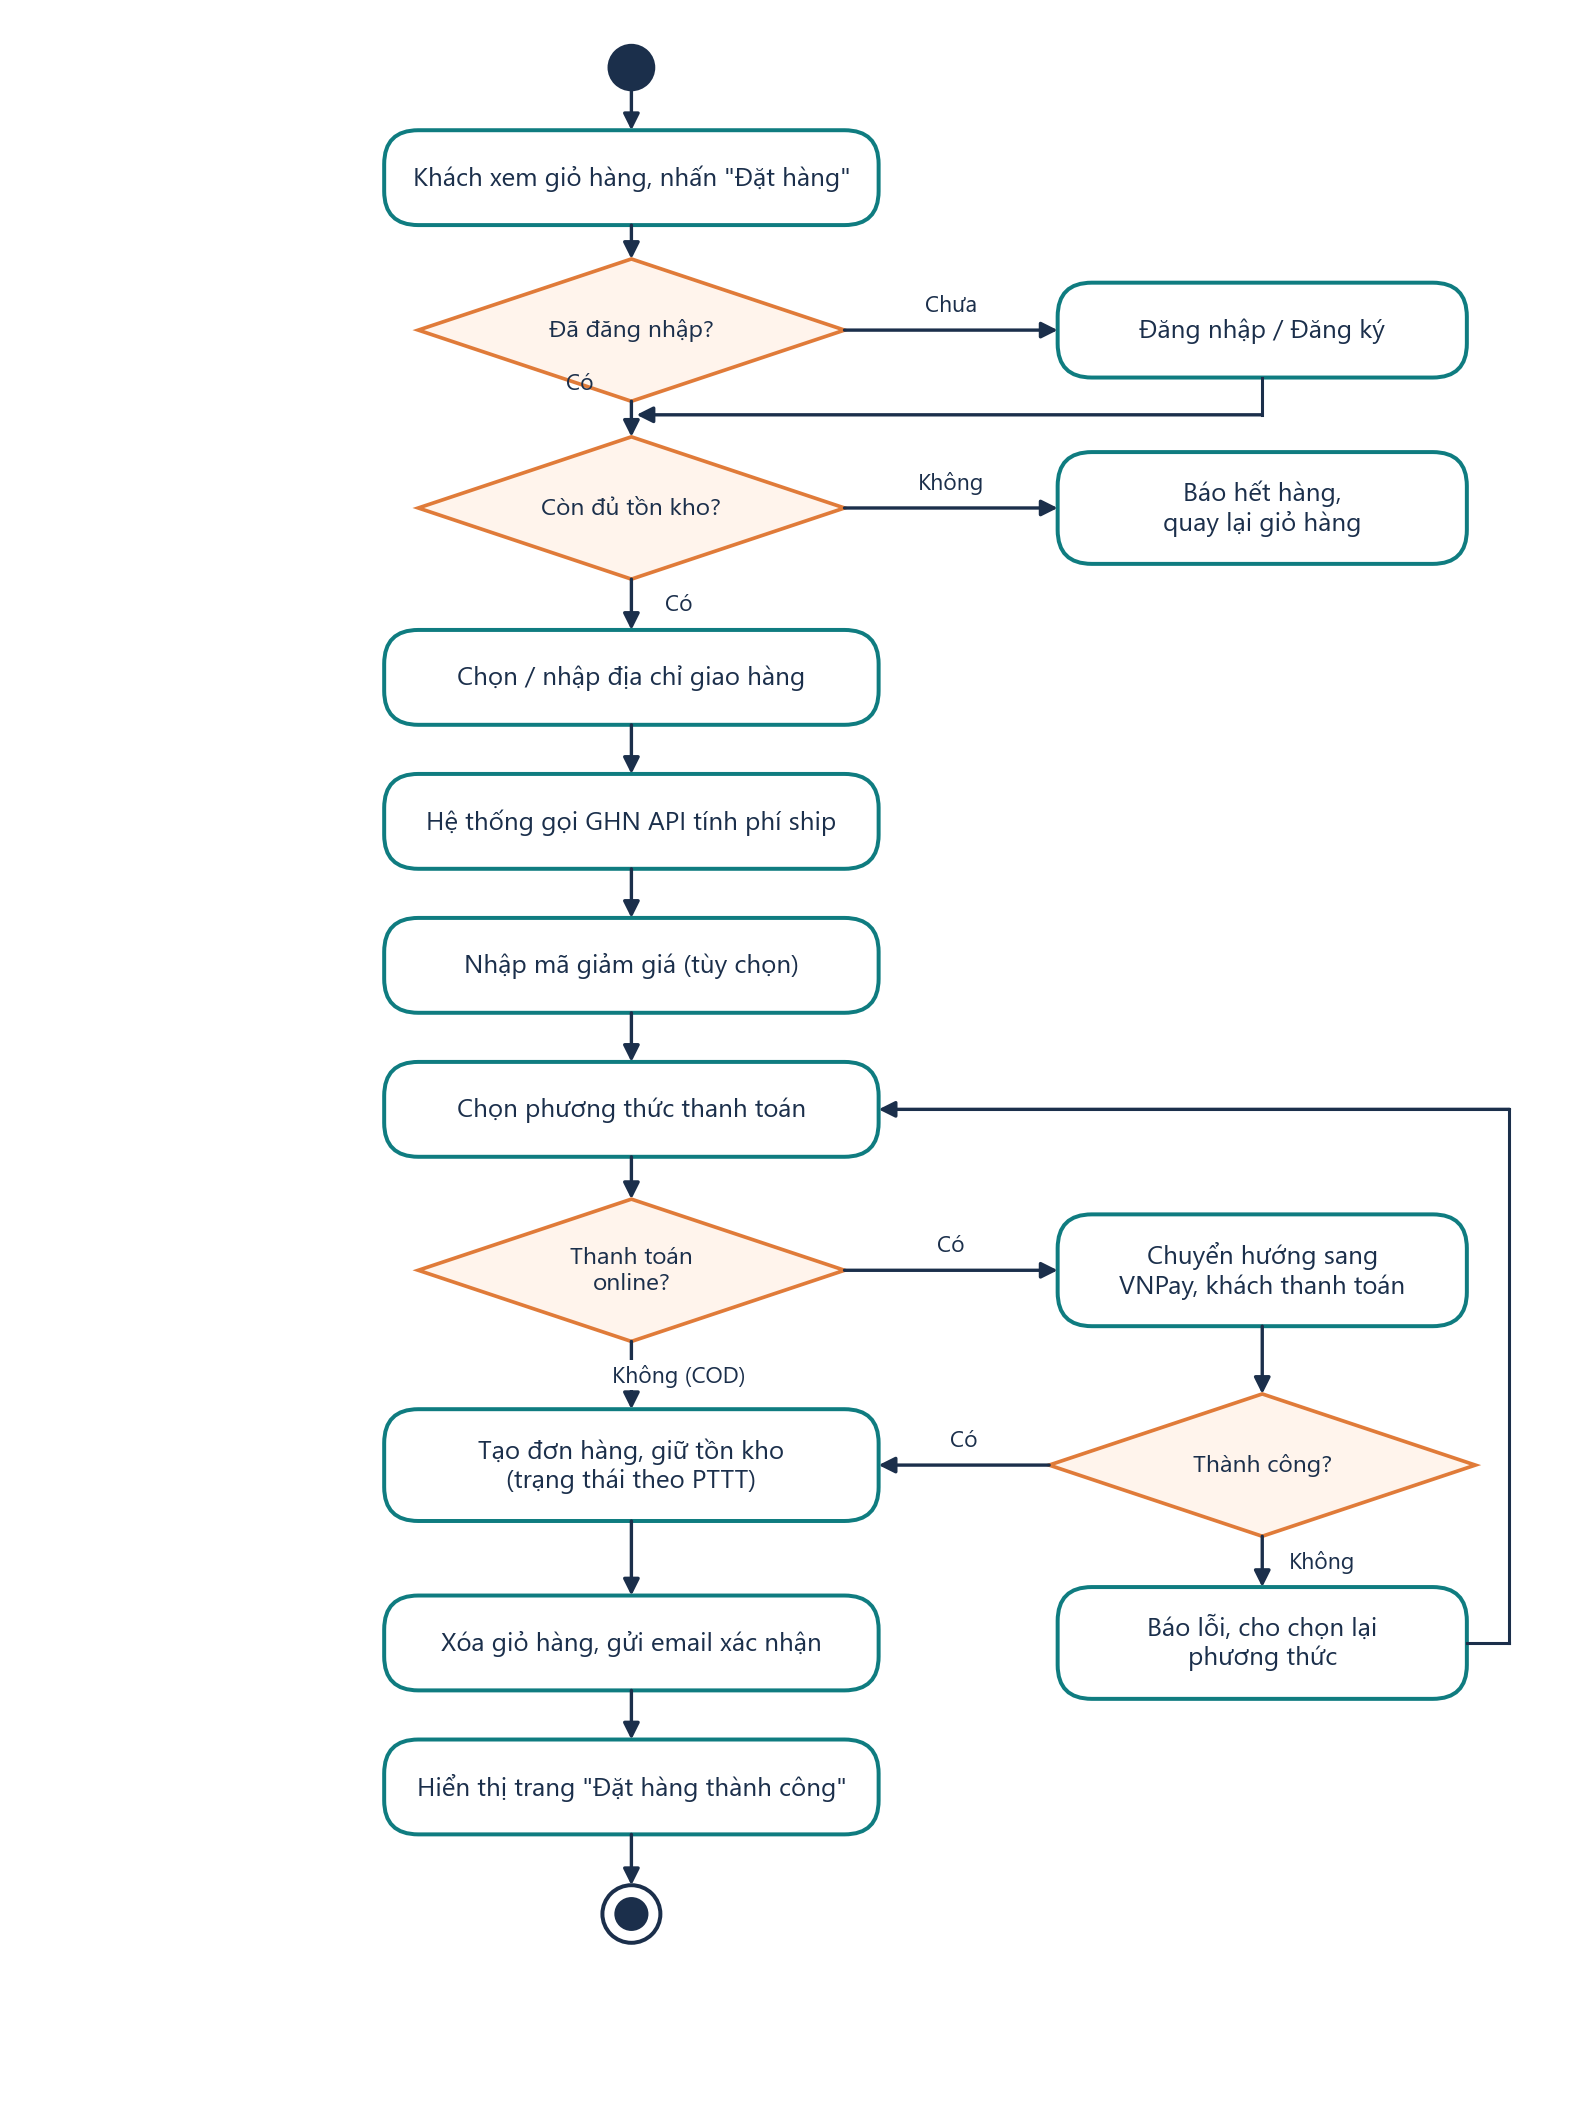 Khách xem giỏ hàng, nhấn "Đặt hàng"
Đã đăng nhập?
Chưa
Đăng nhập / Đăng ký
Có
Còn đủ tồn kho?
Không
Báo hết hàng,
quay lại giỏ hàng
Có
Chọn / nhập địa chỉ giao hàng
Hệ thống gọi GHN API tính phí ship
Nhập mã giảm giá (tùy chọn)
Chọn phương thức thanh toán
Thanh toán
online?
Có
Chuyển hướng sang
VNPay, khách thanh toán
Không (COD)
Tạo đơn hàng, giữ tồn kho
(trạng thái theo PTTT)
Có
Thành công?
Không
Báo lỗi, cho chọn lại
phương thức
Xóa giỏ hàng, gửi email xác nhận
Hiển thị trang "Đặt hàng thành công"